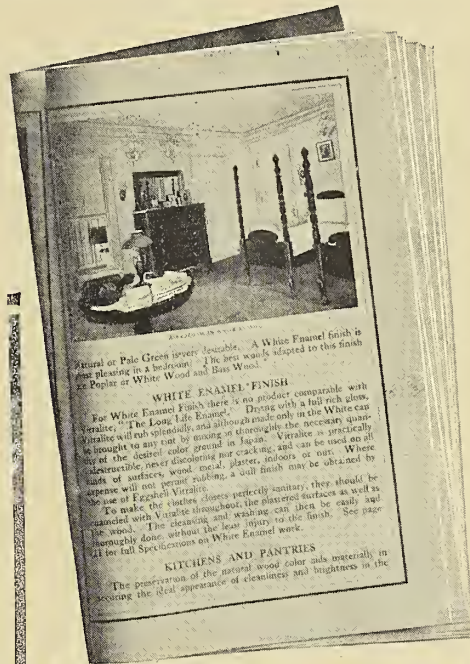 Natural or Pale Green is very desirable. A White Enamel finish is
most pleasing in a bedroom. The best woods adapted to this finish
are Poplar or White Wood and Bass Wood.
WHITE ENAMEL FINISH
For White Enamel Finish there is no product comparable with
Vitralite, "The Long Life Enamel." Drying with a full rich gloss,
Vitralite will rub splendidly, and although made only in the White can
be brought to any tint by mixing in thoroughly the necessary quan-
tity of the desired color ground in Japan. Vitralite is practically
indestructible, never discoloring nor cracking, and can be used on all
kinds of surfaces, wood metal, plaster, indoors or out. Where
expense will not permit rubbing, a dull finish may be obtained by
the use of Eggshell Vitralite.
To make the clothes closets perfectly sanitary, they should be
enameled with Vitralite throughout, the plastered surfaces as well as
the wood. The cleaning and washing can then be easily and
thoroughly done, without the least injury to the finish. See page
for full Specifications on White Enamel work.
KITCHENS AND PANTRIES
The preservation of the natural wood color aids materially in
securing the ideal appearance of cleanliness and brightness in the